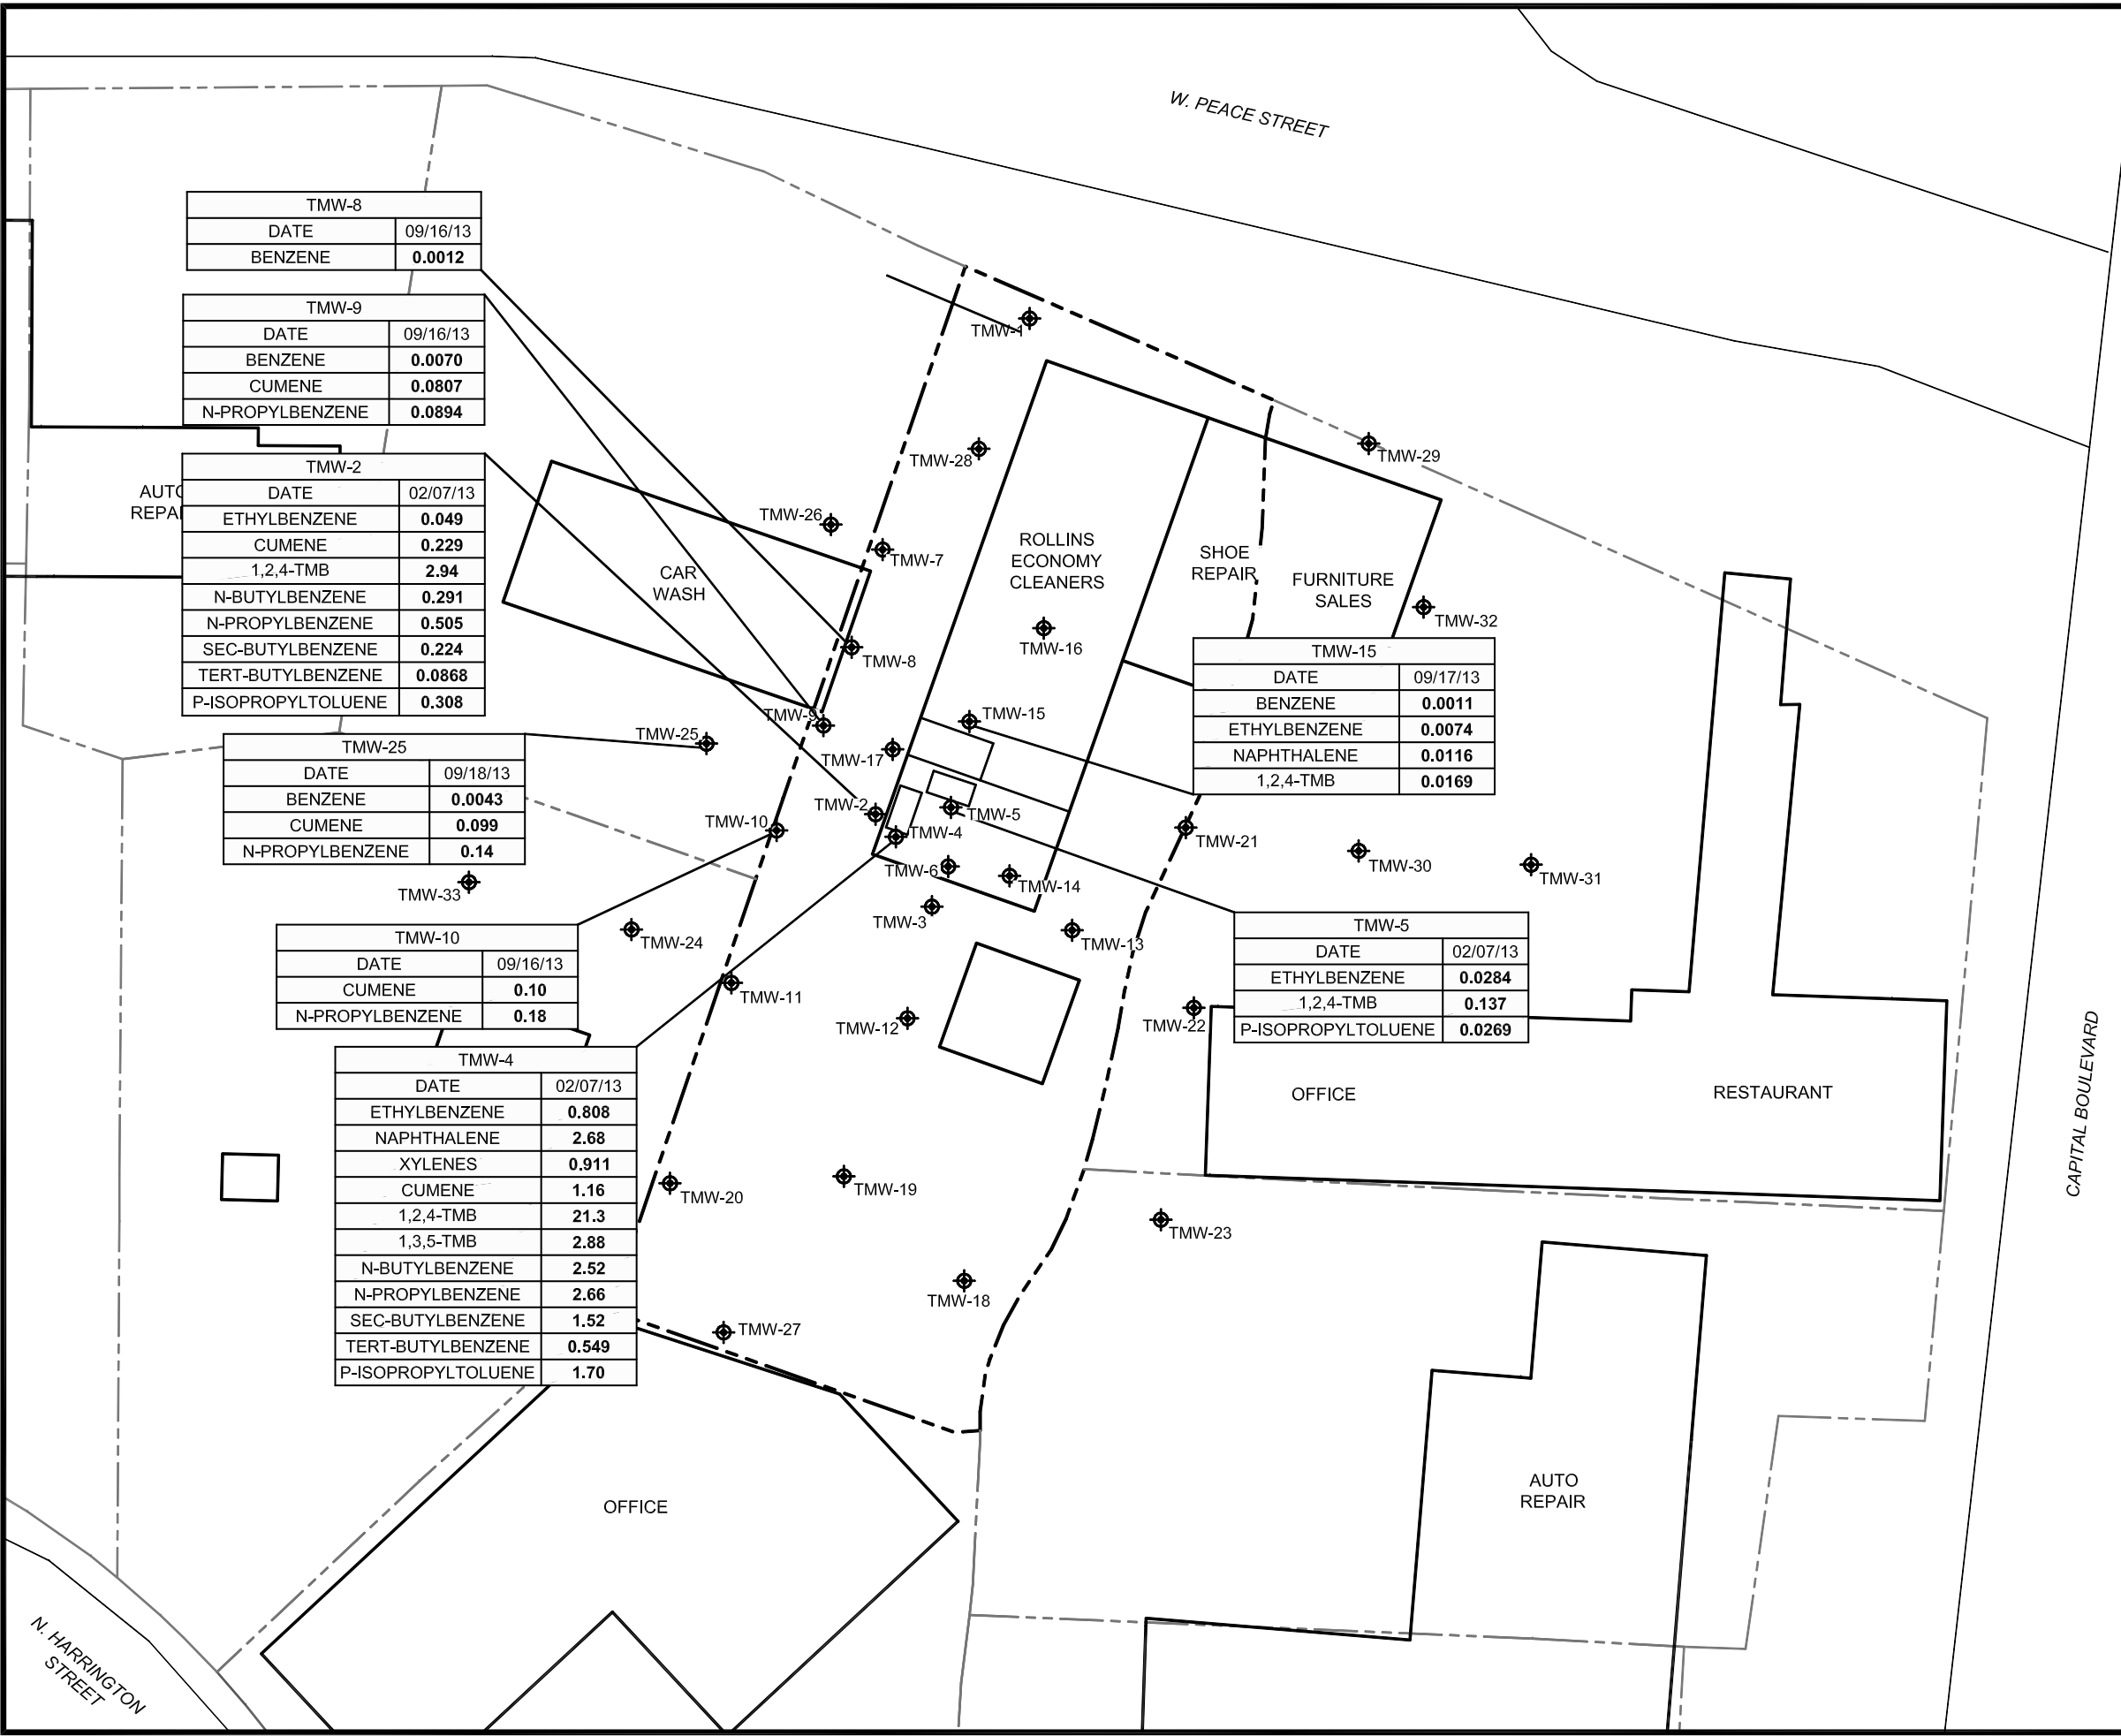 W. PEACE STREET
TMW-8
DATE 09/16/13
BENZENE 0.0012
TMW-9
DATE 09/16/13
BENZENE 0.0070
CUMENE 0.0807
N-PROPYLBENZENE 0.0894
TMW-1
TMW-28
TMW-29
AUTO
REPAI
TMW-2
DATE 02/07/13
ETHYLBENZENE 0.049
CUMENE 0.229
1,2,4-TMB 2.94
N-BUTYLBENZENE 0.291
N-PROPYLBENZENE 0.505
SEC-BUTYLBENZENE 0.224
TERT-BUTYLBENZENE 0.0868
P-ISOPROPYLTOLUENE 0.308
TMW-26
TMW-7
CAR
WASH
ROLLINS
ECONOMY
CLEANERS
SHOE
REPAIR
FURNITURE
SALES
TMW-32
TMW-16
TMW-8
TMW-15
DATE 09/17/13
BENZENE 0.0011
ETHYLBENZENE 0.0074
NAPHTHALENE 0.0116
1,2,4-TMB 0.0169
TMW-9
TMW-15
TMW-25
TMW-17
TMW-25
DATE 09/18/13
BENZENE 0.0043
CUMENE 0.099
N-PROPYLBENZENE 0.14
TMW-2
TMW-5
TMW-10
TMW-4
TMW-21
TMW-6
TMW-14
TMW-30
TMW-31
TMW-33
TMW-3
TMW-24
TMW-13
TMW-10
DATE 09/16/13
CUMENE 0.10
N-PROPYLBENZENE 0.18
TMW-5
DATE 02/07/13
ETHYLBENZENE 0.0284
1,2,4-TMB 0.137
P-ISOPROPYLTOLUENE 0.0269
TMW-11
TMW-12
TMW-22
TMW-4
DATE 02/07/13
ETHYLBENZENE 0.808
NAPHTHALENE 2.68
XYLENES 0.911
CUMENE 1.16
1,2,4-TMB 21.3
1,3,5-TMB 2.88
N-BUTYLBENZENE 2.52
N-PROPYLBENZENE 2.66
SEC-BUTYLBENZENE 1.52
TERT-BUTYLBENZENE 0.549
P-ISOPROPYLTOLUENE 1.70
OFFICE
RESTAURANT
CAPITAL BOULEVARD
TMW-20
TMW-19
TMW-23
TMW-18
TMW-27
OFFICE
AUTO
REPAIR
N. HARRINGTON
STREET